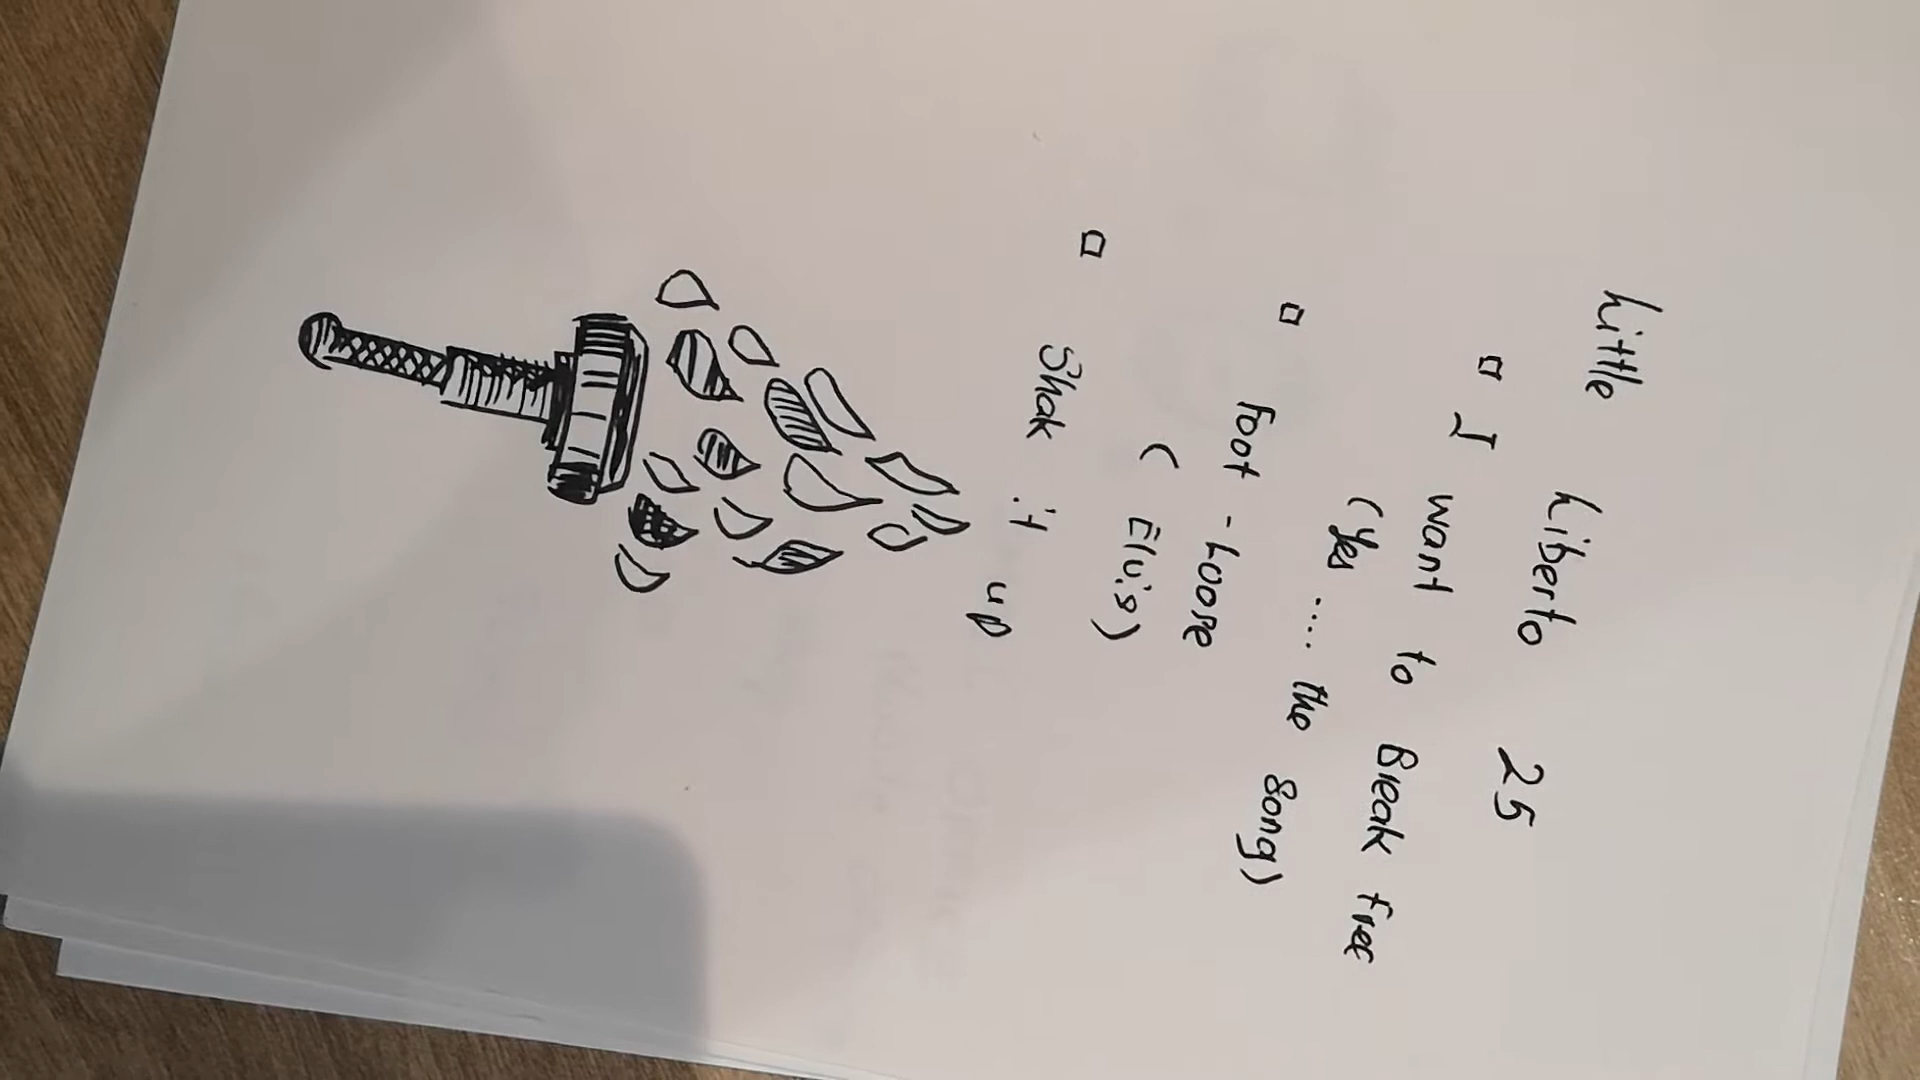 Little Liberto 25
▫ I want to Break free
(Yes .... the song)
▫ foot - Loose
( Elvis)
▫ Shak it up